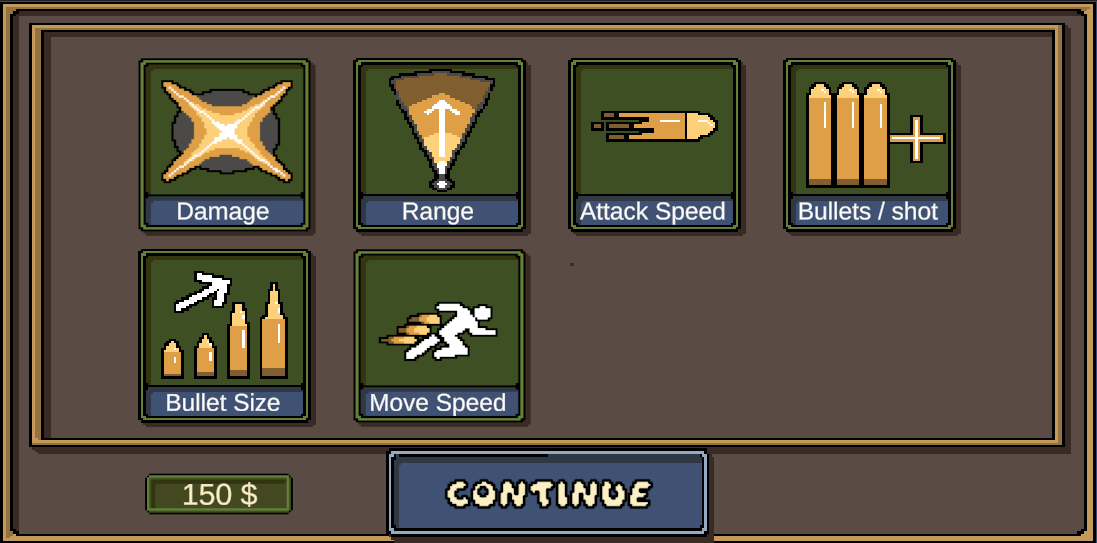 Damage
Range
Attack Speed
Bullets / shot
Bullet Size
Move Speed
150 $
CONTINUE